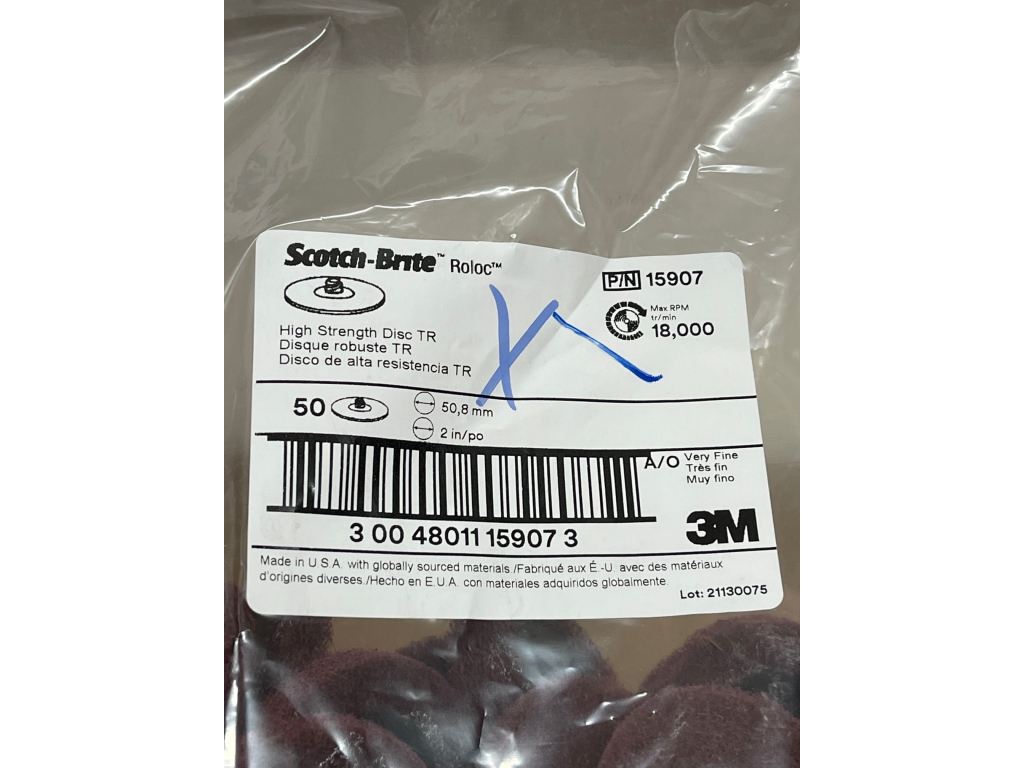 Scotch-Brite™ Roloc™
P/N 15907
Max RPM
tr/min
18,000
High Strength Disc TR
Disque robuste TR
Disco de alta resistencia TR
X
50
50,8 mm
2 in/po
A/O Very Fine
Très fin
Muy fino
3 00 48011 15907 3
3M
Made in U.S.A. with globally sourced materials./Fabriqué aux É.-U. avec des matériaux
d'origines diverses./Hecho en E.U.A. con materiales adquiridos globalmente.
Lot: 21130075